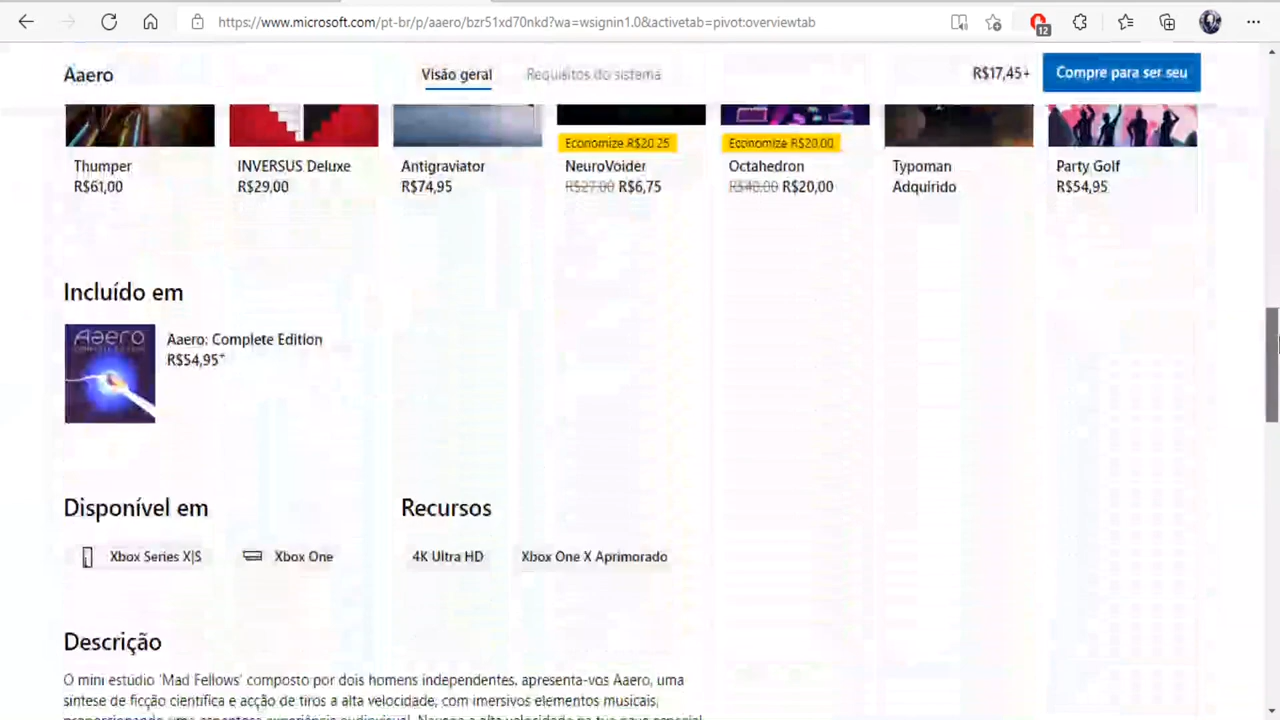 https://www.microsoft.com/pt-br/p/aaero/bzr51xd70nkd?wa=wsignin1.0&activetab=pivot:overviewtab
12
Aaero
Visão geral
Requisitos do sistema
R$17,45+
Compre para ser seu
Economize R$20,25
Economize R$20,00
Thumper
INVERSUS Deluxe
Antigraviator
NeuroVoider
Octahedron
Typoman
Party Golf
R$61,00
R$29,00
R$74,95
R$27,00 R$6,75
R$40,00 R$20,00
Adquirido
R$54,95
Incluído em
Aaero
Aaero: Complete Edition
R$54,95+
Disponível em
Recursos
Xbox Series X|S
Xbox One
4K Ultra HD
Xbox One X Aprimorado
Descrição
O mini estúdio 'Mad Fellows' composto por dois homens independentes, apresenta-vos Aaero, uma
síntese de ficção científica e acção de tiros a alta velocidade, com imersivos elementos musicais,